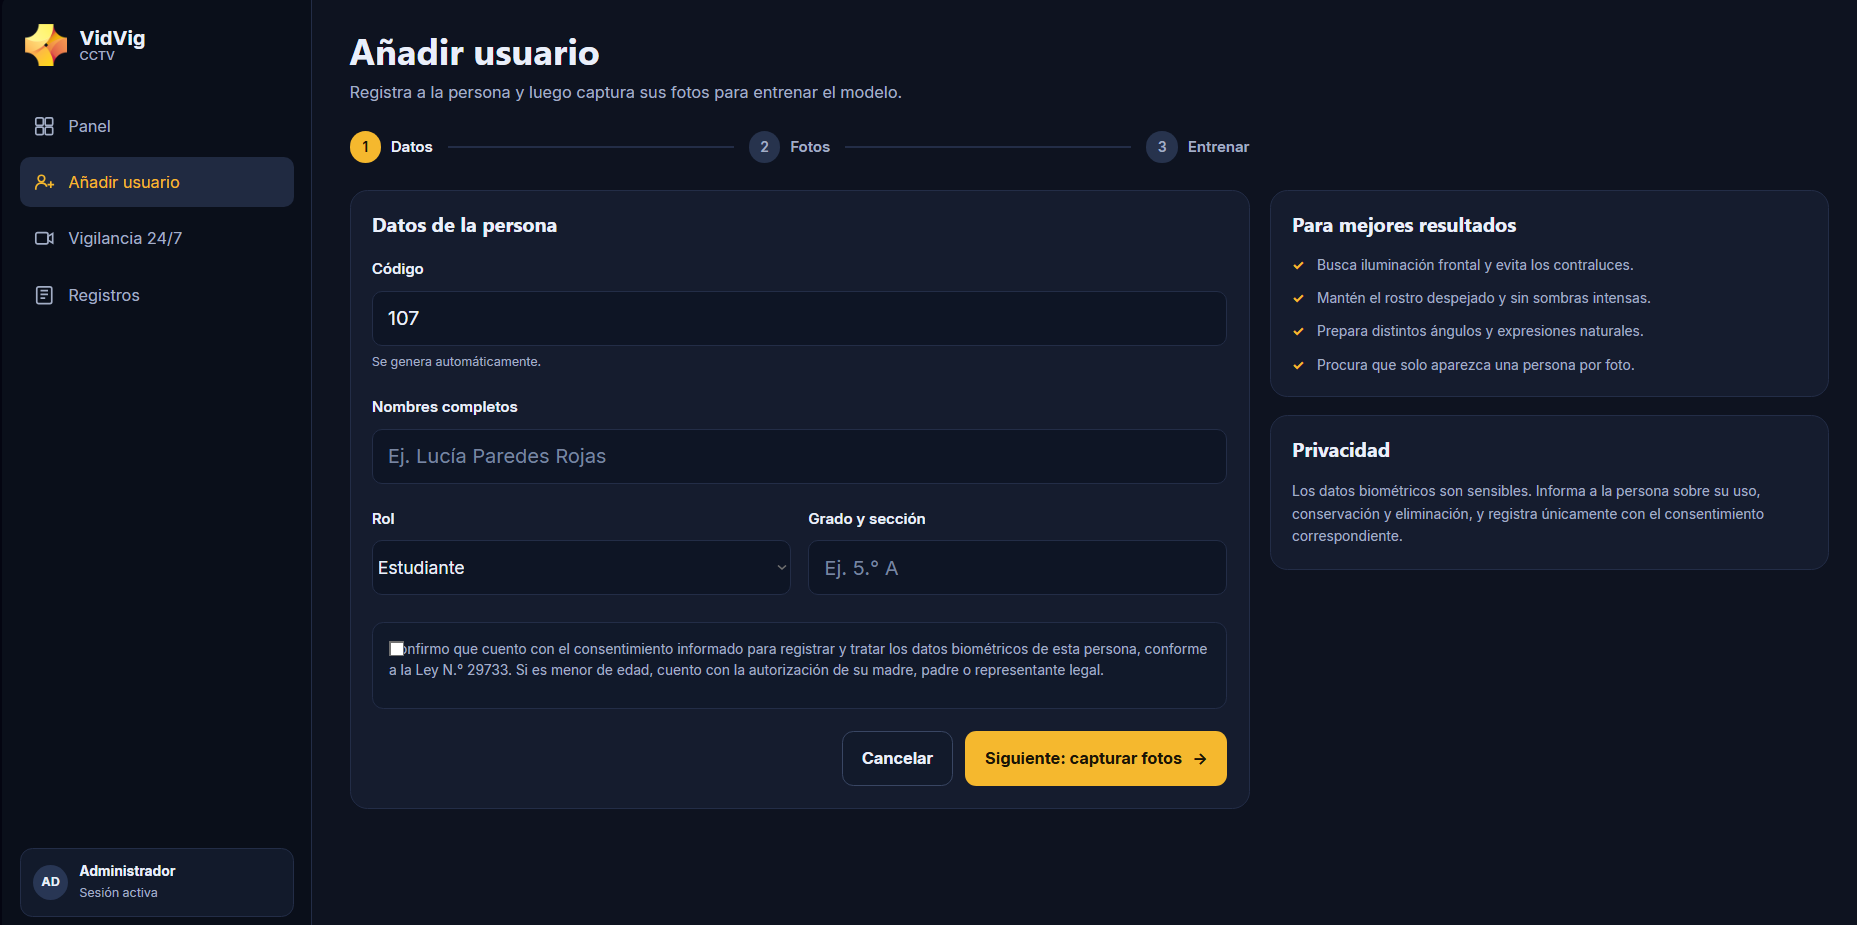 VidVig
CCTV
Panel
Añadir usuario
Vigilancia 24/7
Registros
AD
Administrador
Sesión activa
Añadir usuario
Registra a la persona y luego captura sus fotos para entrenar el modelo.
1 Datos
2 Fotos
3 Entrenar
Datos de la persona
Código
107
Se genera automáticamente.
Nombres completos
Ej. Lucía Paredes Rojas
Rol
Estudiante
Grado y sección
Ej. 5.° A
onfirmo que cuento con el consentimiento informado para registrar y tratar los datos biométricos de esta persona, conforme
a la Ley N.° 29733. Si es menor de edad, cuento con la autorización de su madre, padre o representante legal.
Cancelar
Siguiente: capturar fotos →
Para mejores resultados
Busca iluminación frontal y evita los contraluces.
Mantén el rostro despejado y sin sombras intensas.
Prepara distintos ángulos y expresiones naturales.
Procura que solo aparezca una persona por foto.
Privacidad
Los datos biométricos son sensibles. Informa a la persona sobre su uso,
conservación y eliminación, y registra únicamente con el consentimiento
correspondiente.